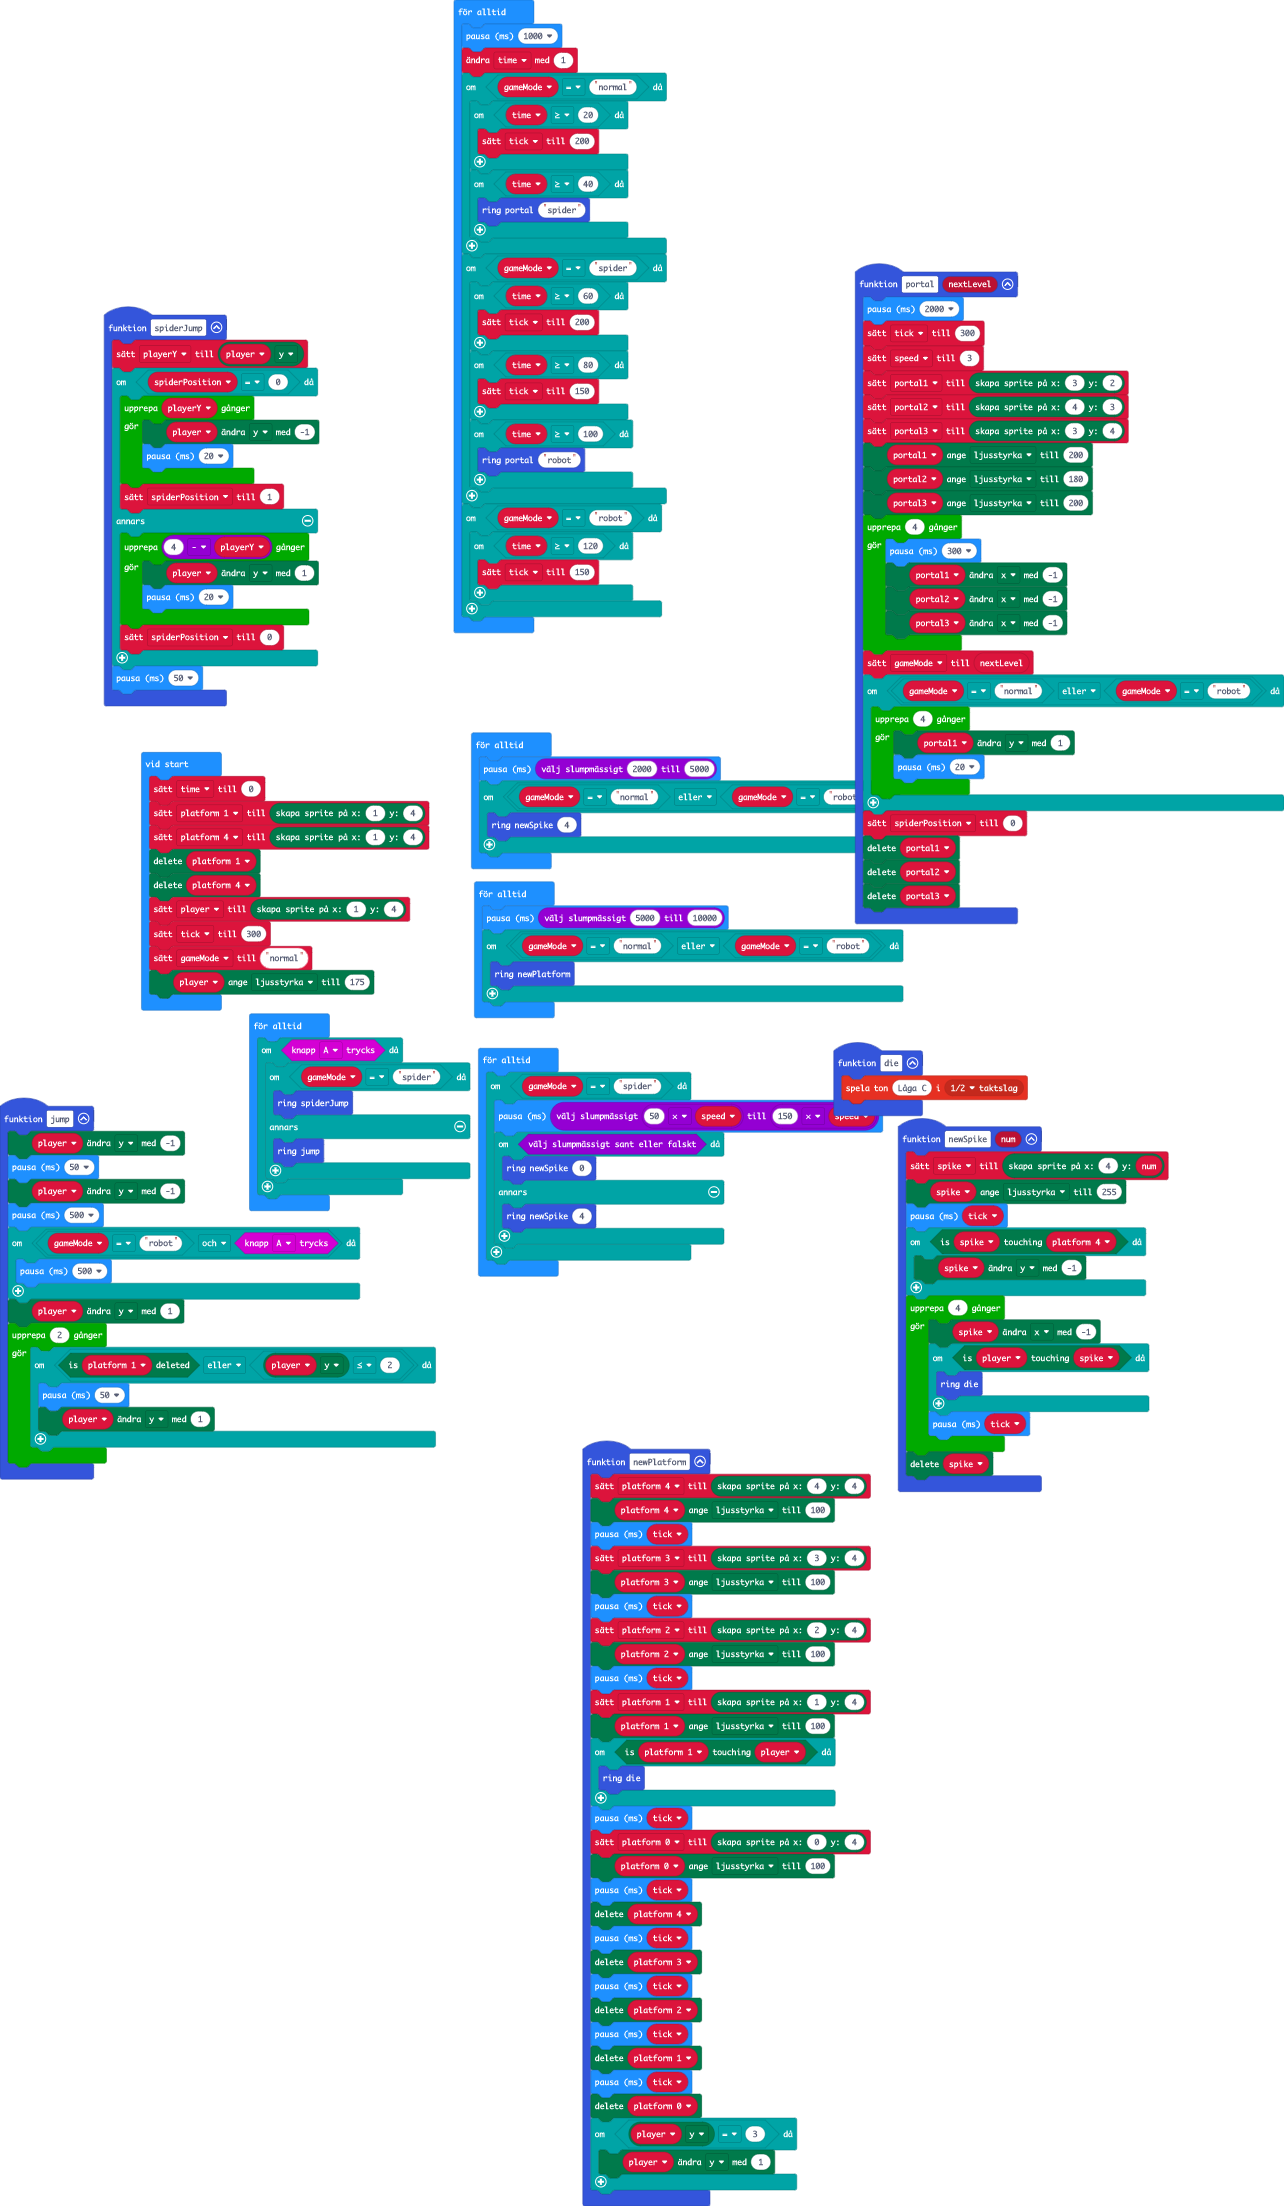 för alltid
pausa (ms) 1000
ändra time med 1
om gameMode = "normal" då
om time ≥ 20 då
sätt tick till 200
om time ≥ 40 då
ring portal "spider"
om gameMode = "spider" då
om time ≥ 60 då
sätt tick till 200
om time ≥ 80 då
sätt tick till 150
om time ≥ 100 då
ring portal "robot"
om gameMode = "robot" då
om time ≥ 120 då
sätt tick till 150
funktion portal nextLevel
pausa (ms) 2000
sätt tick till 300
sätt speed till 3
sätt portal1 till skapa sprite på x: 3 y: 2
sätt portal2 till skapa sprite på x: 4 y: 3
sätt portal3 till skapa sprite på x: 3 y: 4
portal1 ange ljusstyrka till 200
portal2 ange ljusstyrka till 180
portal3 ange ljusstyrka till 200
upprepa 4 gånger
gör pausa (ms) 300
portal1 ändra x med -1
portal2 ändra x med -1
portal3 ändra x med -1
sätt gameMode till nextLevel
om gameMode = "normal" eller gameMode = "robot" då
upprepa 4 gånger
gör portal1 ändra y med 1
pausa (ms) 20
sätt spiderPosition till 0
delete portal1
delete portal2
delete portal3
funktion spiderJump
sätt playerY till player y
om spiderPosition = 0 då
upprepa playerY gånger
gör player ändra y med -1
pausa (ms) 20
sätt spiderPosition till 1
annars
upprepa 4 - playerY gånger
gör player ändra y med 1
pausa (ms) 20
sätt spiderPosition till 0
pausa (ms) 50
vid start
sätt time till 0
sätt platform 1 till skapa sprite på x: 1 y: 4
sätt platform 4 till skapa sprite på x: 1 y: 4
delete platform 1
delete platform 4
sätt player till skapa sprite på x: 1 y: 4
sätt tick till 300
sätt gameMode till "normal"
player ange ljusstyrka till 175
för alltid
pausa (ms) välj slumpmässigt 2000 till 5000
om gameMode = "normal" eller gameMode = "robot
ring newSpike 4
för alltid
pausa (ms) välj slumpmässigt 5000 till 10000
om gameMode = "normal" eller gameMode = "robot" då
ring newPlatform
för alltid
om knapp A trycks då
om gameMode = "spider" då
ring spiderJump
annars
ring jump
för alltid
om gameMode = "spider" då
pausa (ms) välj slumpmässigt 50 × speed till 150 × speed
om välj slumpmässigt sant eller falskt då
ring newSpike 0
annars
ring newSpike 4
funktion die
spela ton Låga C i 1/2 taktslag
funktion jump
player ändra y med -1
pausa (ms) 50
player ändra y med -1
pausa (ms) 500
om gameMode = "robot" och knapp A trycks då
pausa (ms) 500
player ändra y med 1
upprepa 2 gånger
gör om is platform 1 deleted eller player y ≤ 2 då
pausa (ms) 50
player ändra y med 1
funktion newSpike num
sätt spike till skapa sprite på x: 4 y: num
spike ange ljusstyrka till 255
pausa (ms) tick
om is spike touching platform 4 då
spike ändra y med -1
upprepa 4 gånger
gör spike ändra x med -1
om is player touching spike då
ring die
pausa (ms) tick
delete spike
funktion newPlatform
sätt platform 4 till skapa sprite på x: 4 y: 4
platform 4 ange ljusstyrka till 100
pausa (ms) tick
sätt platform 3 till skapa sprite på x: 3 y: 4
platform 3 ange ljusstyrka till 100
pausa (ms) tick
sätt platform 2 till skapa sprite på x: 2 y: 4
platform 2 ange ljusstyrka till 100
pausa (ms) tick
sätt platform 1 till skapa sprite på x: 1 y: 4
platform 1 ange ljusstyrka till 100
om is platform 1 touching player då
ring die
pausa (ms) tick
sätt platform 0 till skapa sprite på x: 0 y: 4
platform 0 ange ljusstyrka till 100
pausa (ms) tick
delete platform 4
pausa (ms) tick
delete platform 3
pausa (ms) tick
delete platform 2
pausa (ms) tick
delete platform 1
pausa (ms) tick
delete platform 0
om player y = 3 då
player ändra y med 1